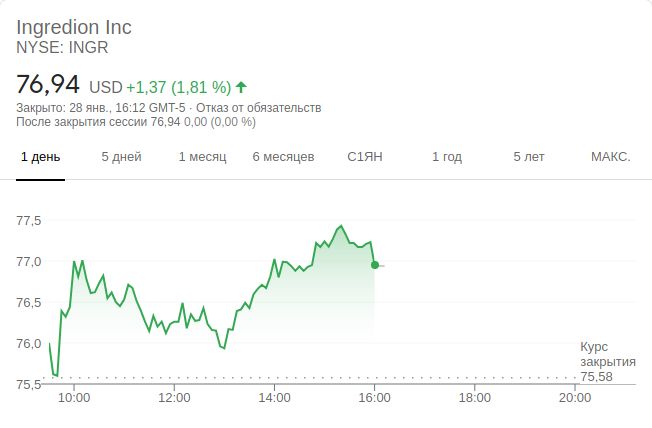 Ingredion Inc
NYSE: INGR
76,94 USD +1,37 (1,81 %)
Закрыто: 28 янв., 16:12 GMT-5 · Отказ от обязательств
После закрытия сессии 76,94 0,00 (0,00 %)
1 день 5 дней 1 месяц 6 месяцев С1ЯН 1 год 5 лет МАКС.
77,5
77,0
76,5
76,0
Курс
закрытия
75,58
75,5
10:00 12:00 14:00 16:00 18:00 20:00